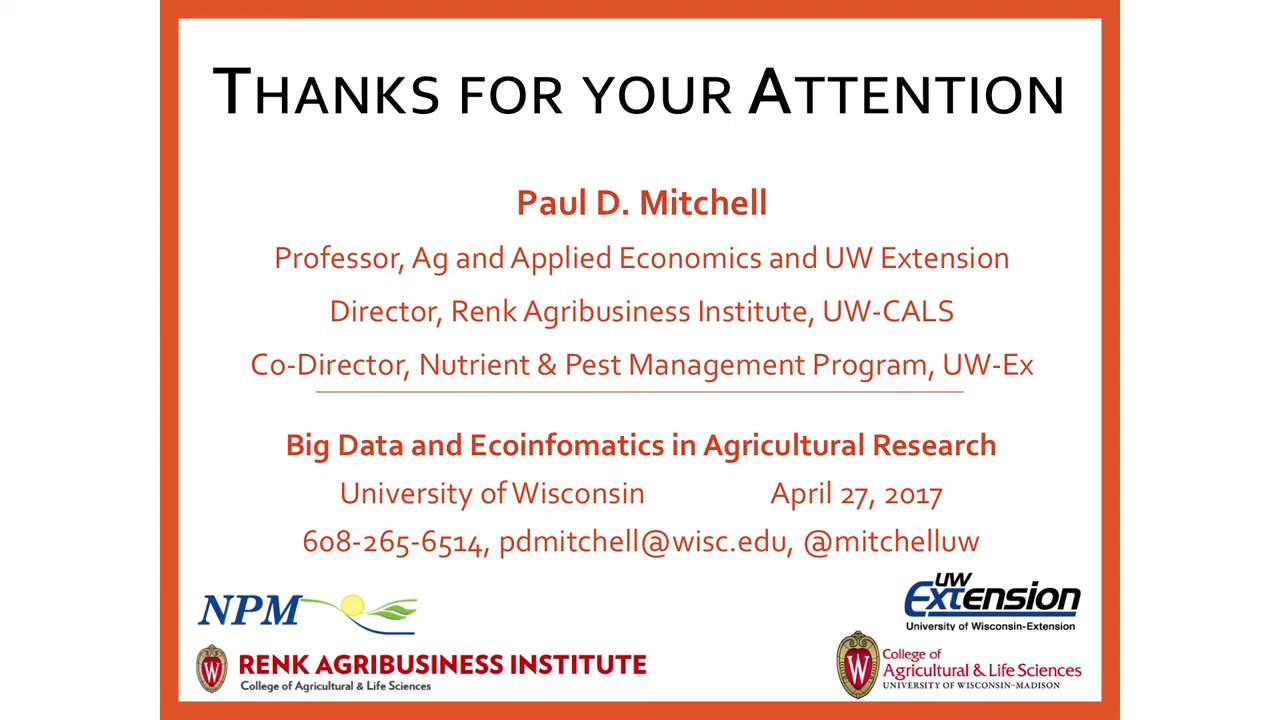 THANKS FOR YOUR ATTENTION
Paul D. Mitchell
Professor, Ag and Applied Economics and UW Extension
Director, Renk Agribusiness Institute, UW-CALS
Co-Director, Nutrient & Pest Management Program, UW-Ex
Big Data and Ecoinfomatics in Agricultural Research
University of Wisconsin April 27, 2017
608-265-6514, pdmitchell@wisc.edu, @mitchelluw
NPM
UW
Extension
University of Wisconsin-Extension
W RENK AGRIBUSINESS INSTITUTE
College of Agricultural & Life Sciences
W
College of
Agricultural & Life Sciences
UNIVERSITY OF WISCONSIN–MADISON